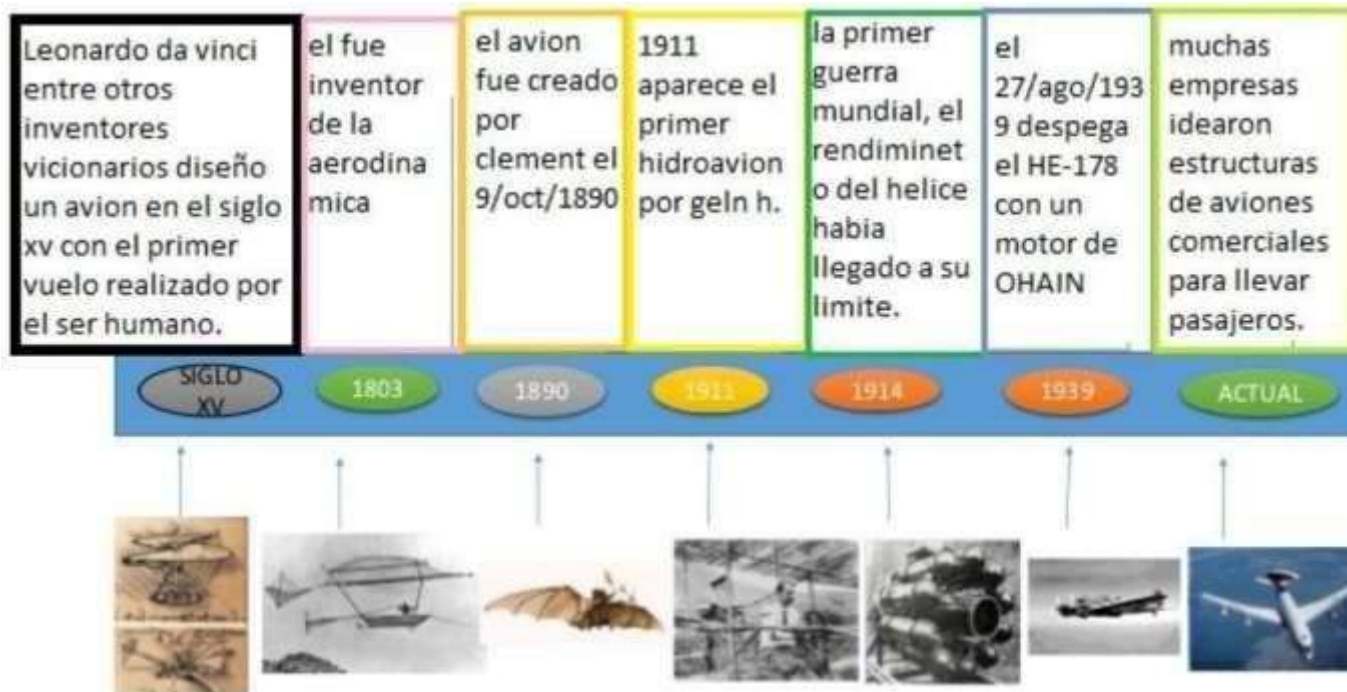 Leonardo da vinci
entre otros
inventores
vicionarios diseño
un avion en el siglo
xv con el primer
vuelo realizado por
el ser humano.
el fue
inventor
de la
aerodina
mica
el avion
fue creado
por
clement el
9/oct/1890
1911
aparece el
primer
hidroavion
por geln h.
la primer
guerra
mundial, el
rendiminet
o del helice
habia
llegado a su
limite.
el
27/ago/193
9 despega
el HE-178
con un
motor de
OHAIN
muchas
empresas
idearon
estructuras
de aviones
comerciales
para llevar
pasajeros.
SIGLO
XV
1803
1890
1911
1914
1939
ACTUAL